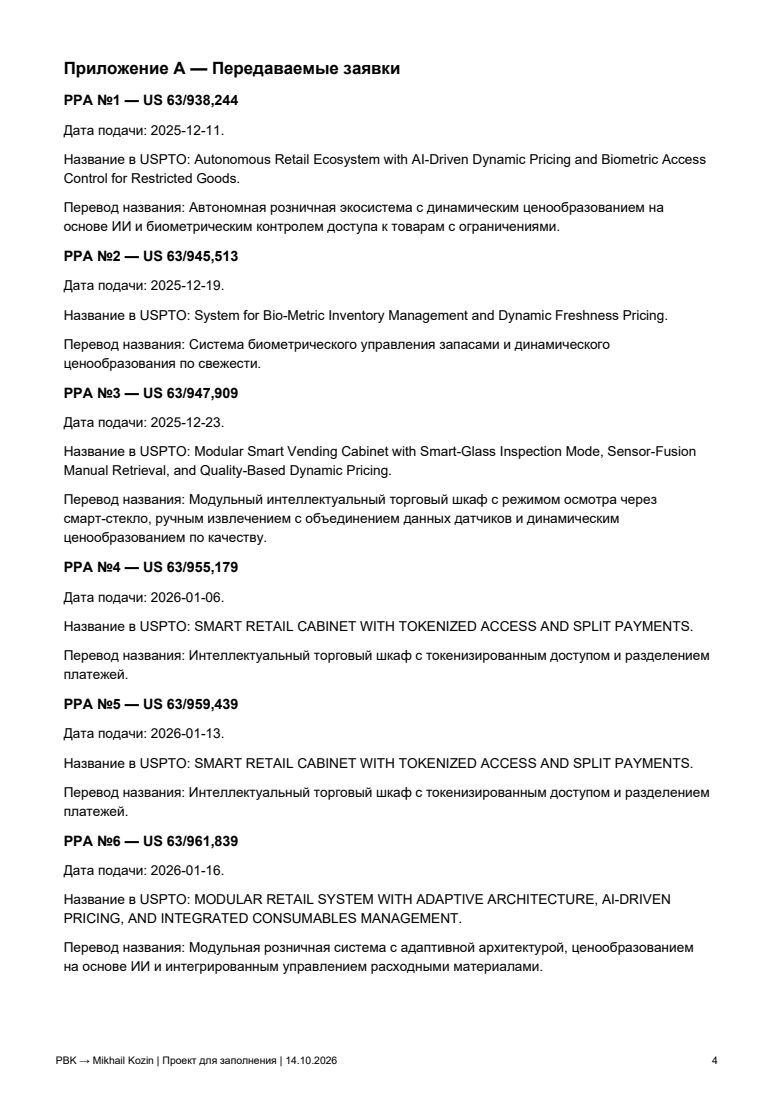 Приложение А — Передаваемые заявки
PPA №1 — US 63/938,244
Дата подачи: 2025-12-11.
Название в USPTO: Autonomous Retail Ecosystem with AI-Driven Dynamic Pricing and Biometric Access
Control for Restricted Goods.
Перевод названия: Автономная розничная экосистема с динамическим ценообразованием на
основе ИИ и биометрическим контролем доступа к товарам с ограничениями.
PPA №2 — US 63/945,513
Дата подачи: 2025-12-19.
Название в USPTO: System for Bio-Metric Inventory Management and Dynamic Freshness Pricing.
Перевод названия: Система биометрического управления запасами и динамического
ценообразования по свежести.
PPA №3 — US 63/947,909
Дата подачи: 2025-12-23.
Название в USPTO: Modular Smart Vending Cabinet with Smart-Glass Inspection Mode, Sensor-Fusion
Manual Retrieval, and Quality-Based Dynamic Pricing.
Перевод названия: Модульный интеллектуальный торговый шкаф с режимом осмотра через
смарт-стекло, ручным извлечением с объединением данных датчиков и динамическим
ценообразованием по качеству.
PPA №4 — US 63/955,179
Дата подачи: 2026-01-06.
Название в USPTO: SMART RETAIL CABINET WITH TOKENIZED ACCESS AND SPLIT PAYMENTS.
Перевод названия: Интеллектуальный торговый шкаф с токенизированным доступом и разделением
платежей.
PPA №5 — US 63/959,439
Дата подачи: 2026-01-13.
Название в USPTO: SMART RETAIL CABINET WITH TOKENIZED ACCESS AND SPLIT PAYMENTS.
Перевод названия: Интеллектуальный торговый шкаф с токенизированным доступом и разделением
платежей.
PPA №6 — US 63/961,839
Дата подачи: 2026-01-16.
Название в USPTO: MODULAR RETAIL SYSTEM WITH ADAPTIVE ARCHITECTURE, AI-DRIVEN
PRICING, AND INTEGRATED CONSUMABLES MANAGEMENT.
Перевод названия: Модульная розничная система с адаптивной архитектурой, ценообразованием
на основе ИИ и интегрированным управлением расходными материалами.
PBK → Mikhail Kozin | Проект для заполнения | 14.10.2026 4